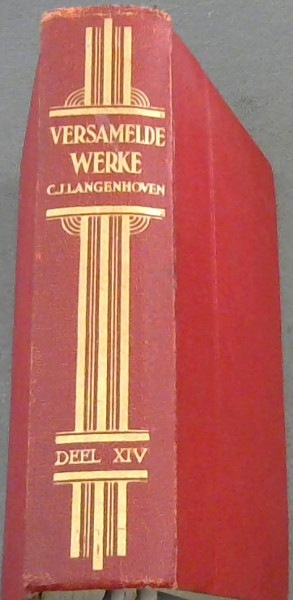 VERSAMELDE
WERKE
C.J.LANGENHOVEN
DEEL XIV